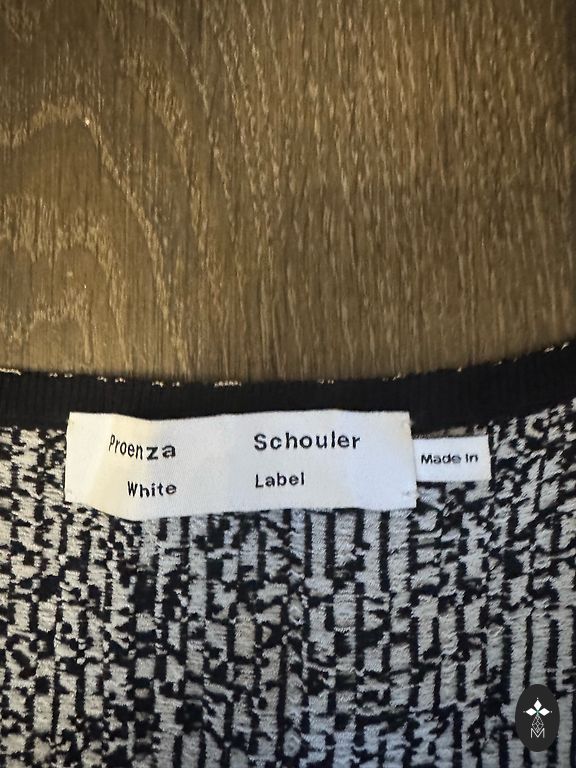 Proenza Schouler
White Label
Made In
M